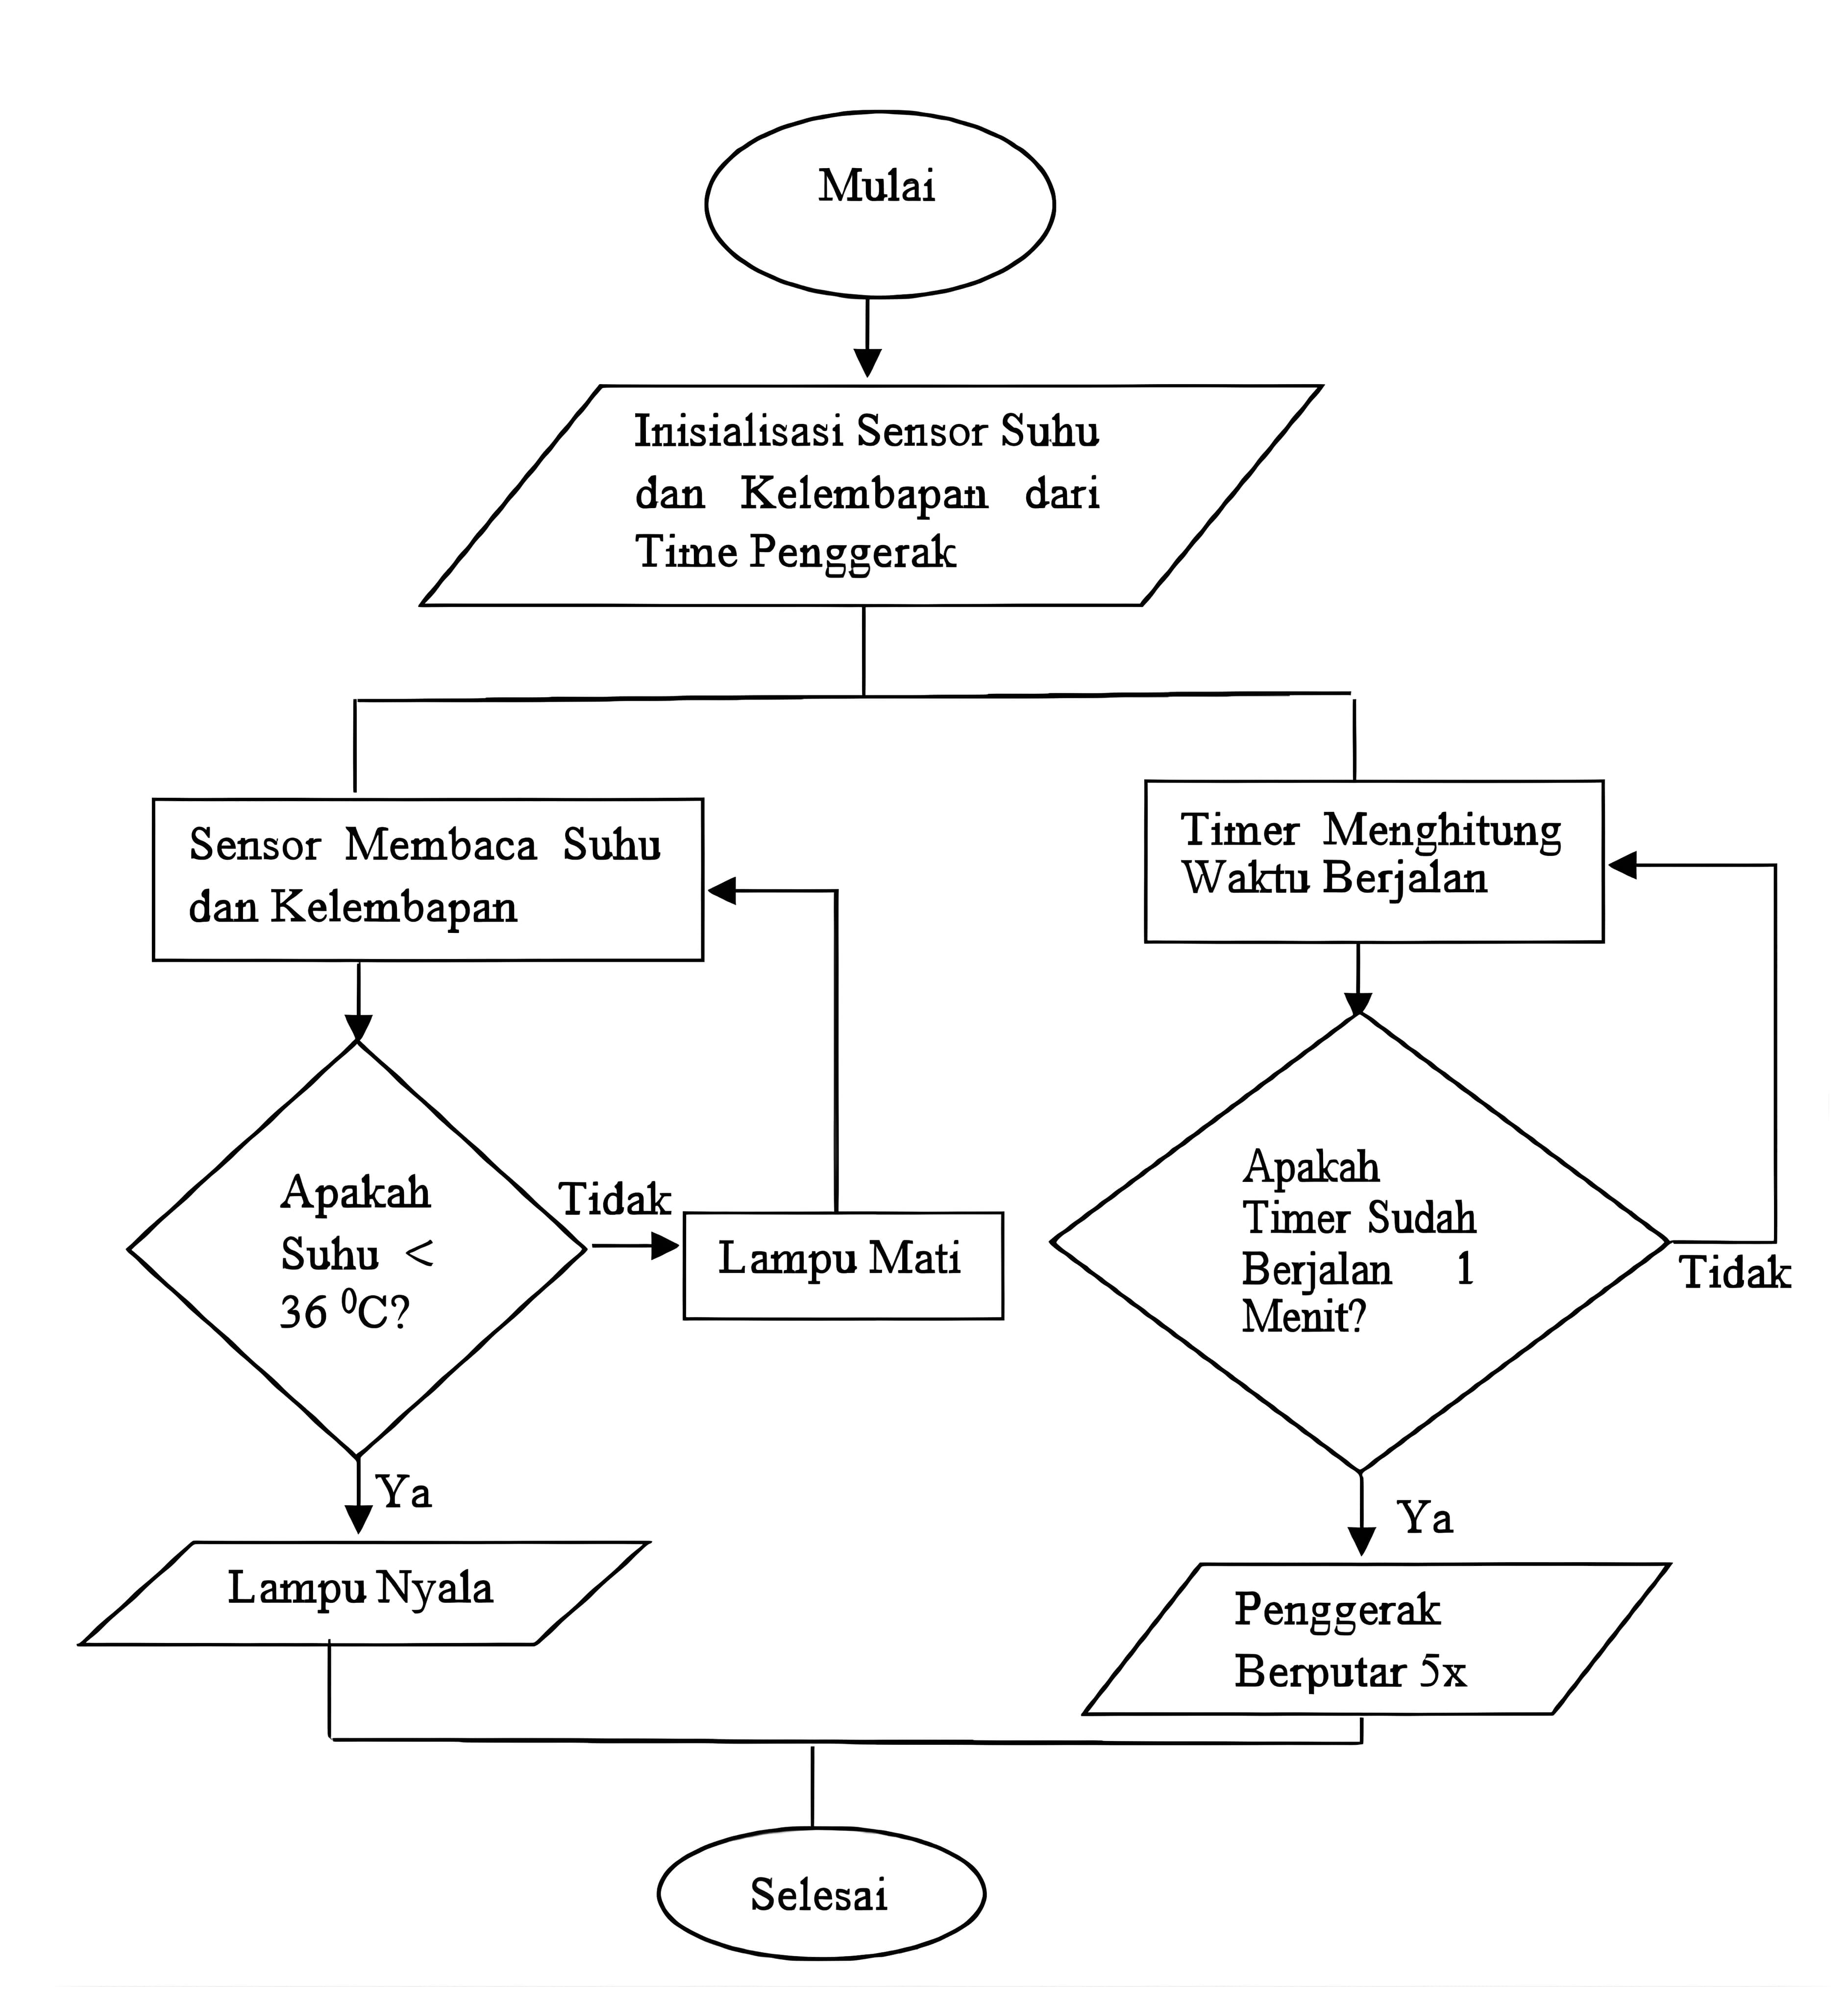 Mulai
Inisialisasi Sensor Suhu
dan Kelembapan dari
Time Penggerak
Sensor Membaca Suhu
dan Kelembapan
Timer Menghitung
Waktu Berjalan
Apakah
Suhu <
36 ⁰C?
Tidak
Lampu Mati
Apakah
Timer Sudah
Berjalan 1
Menit?
Tidak
Ya
Ya
Lampu Nyala
Penggerak
Berputar 5x
Selesai